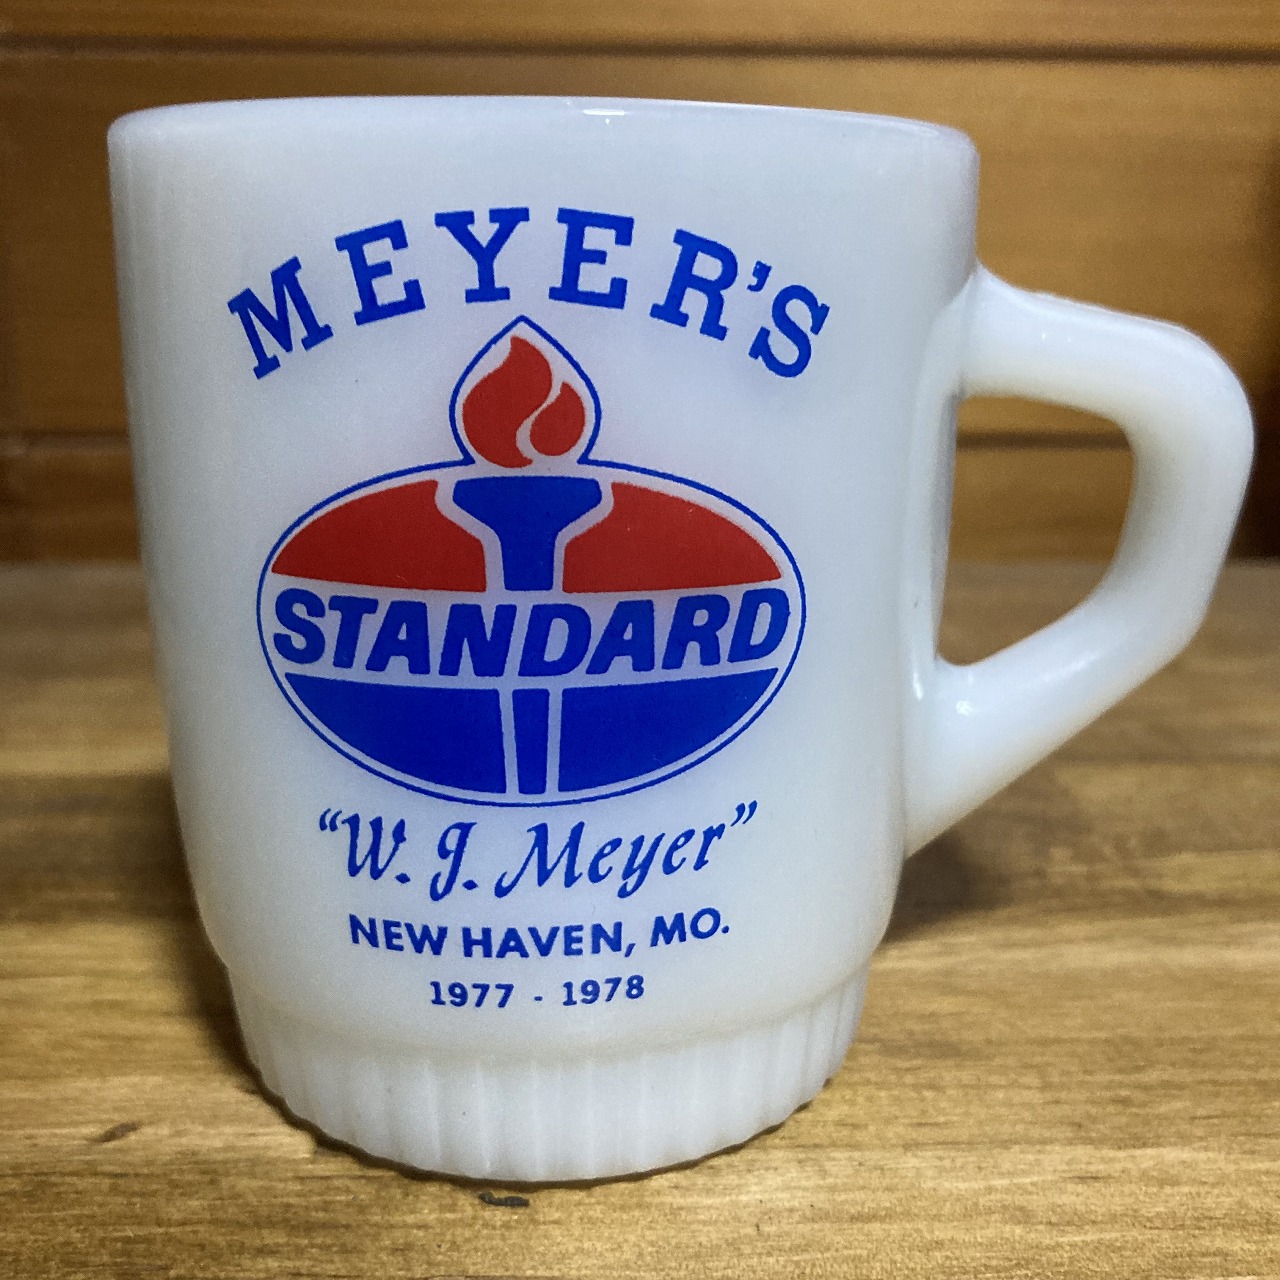 MEYER'S
STANDARD
“W. J. Meyer”
NEW HAVEN, MO.
1977 - 1978